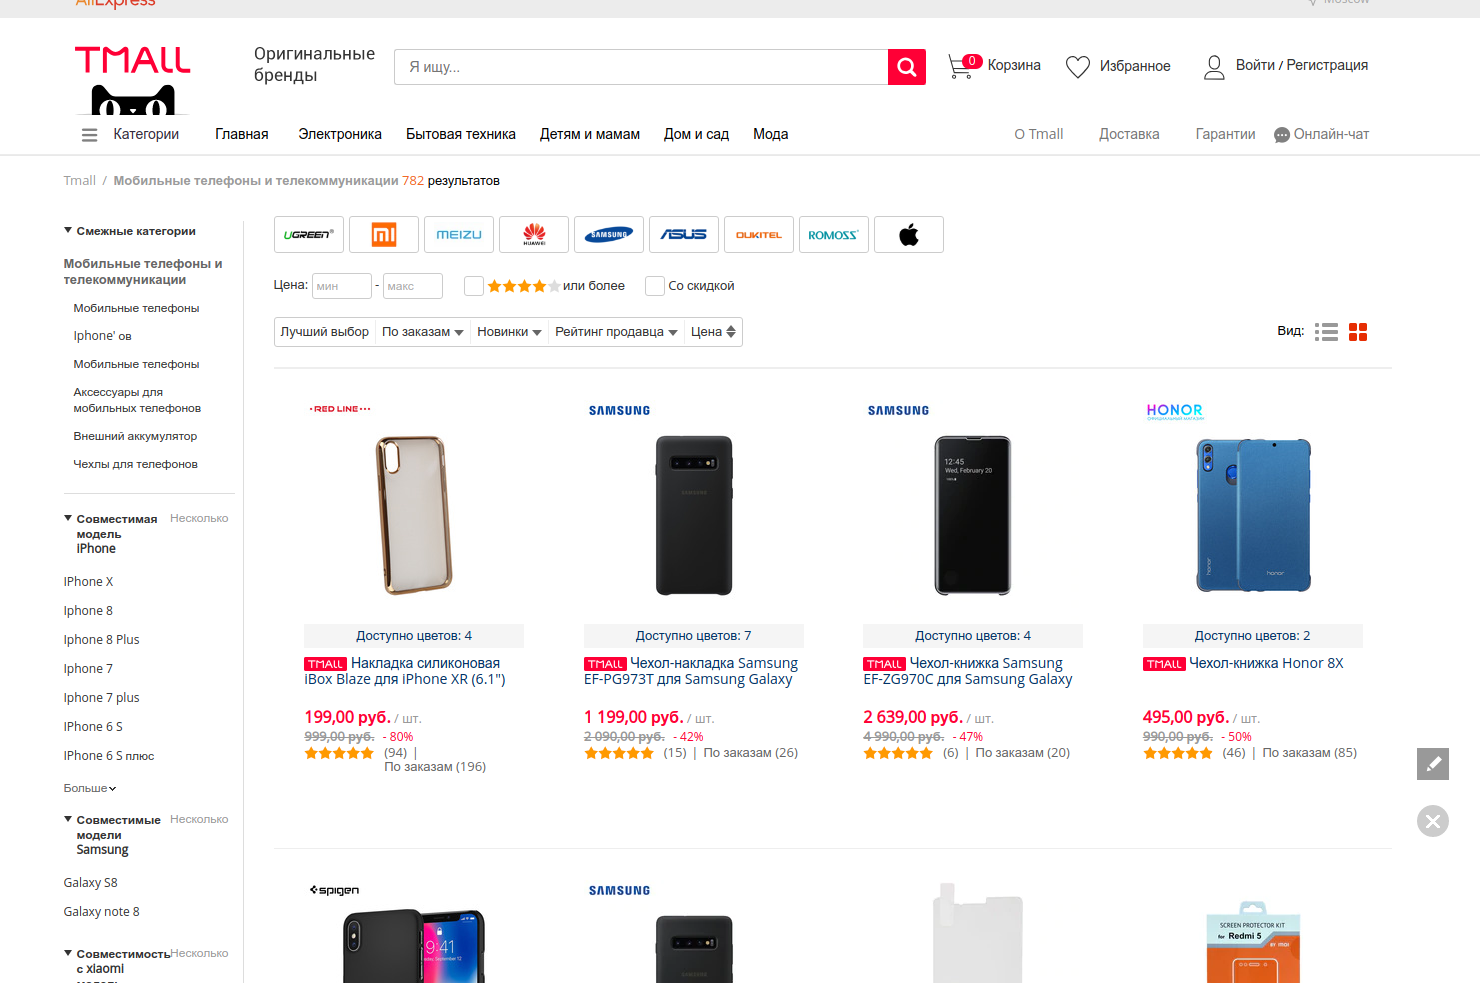 AliExpress
Moscow
TMALL
Оригинальные
бренды
Я ищу...
0
Корзина
Избранное
Войти / Регистрация
Категории
Главная
Электроника
Бытовая техника
Детям и мамам
Дом и сад
Мода
О Tmall
Доставка
Гарантии
Онлайн-чат
Tmall / Мобильные телефоны и телекоммуникации 782 результатов
Смежные категории
Мобильные телефоны и
телекоммуникации
Мобильные телефоны
Iphone' ов
Мобильные телефоны
Аксессуары для
мобильных телефонов
Внешний аккумулятор
Чехлы для телефонов
Совместимая
модель
IPhone
Несколько
IPhone X
Iphone 8
Iphone 8 Plus
Iphone 7
Iphone 7 plus
IPhone 6 S
IPhone 6 S плюс
Больше
Совместимые
модели
Samsung
Несколько
Galaxy S8
Galaxy note 8
Совместимость
с xiaomi
Несколько
UGREEN
MI
MEIZU
HUAWEI
SAMSUNG
ASUS
OUKITEL
ROMOSS
Цена: мин - макс
или более
Со скидкой
Лучший выбор
По заказам
Новинки
Рейтинг продавца
Цена
Вид:
RED LINE
Доступно цветов: 4
TMALL Накладка силиконовая
iBox Blaze для iPhone XR (6.1")
199,00 руб. / шт.
999,00 руб. - 80%
(94) |
По заказам (196)
SAMSUNG
SAMSUNG
Доступно цветов: 7
TMALL Чехол-накладка Samsung
EF-PG973T для Samsung Galaxy
1 199,00 руб. / шт.
2 090,00 руб. - 42%
(15) | По заказам (26)
SAMSUNG
12:45
Wed, February 20
Доступно цветов: 4
TMALL Чехол-книжка Samsung
EF-ZG970C для Samsung Galaxy
2 639,00 руб. / шт.
4 990,00 руб. - 47%
(6) | По заказам (20)
HONOR
honor
honor
Доступно цветов: 2
TMALL Чехол-книжка Honor 8X
495,00 руб. / шт.
990,00 руб. - 50%
(46) | По заказам (85)
spigen
9:41
SAMSUNG
SAMSUNG
SCREEN PROTECTOR KIT
for Redmi 5